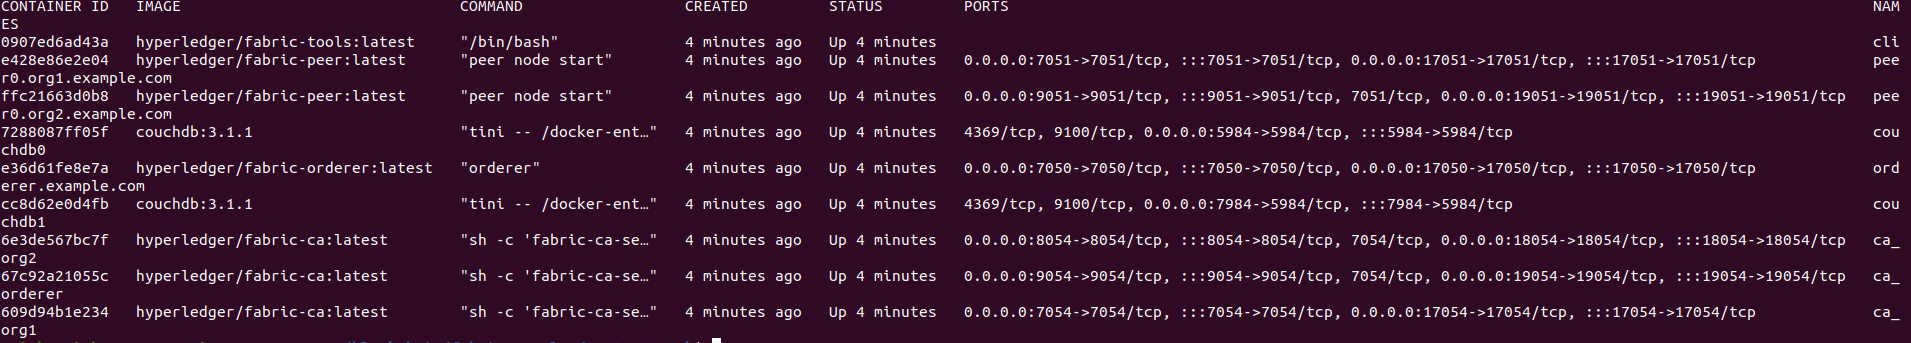 CONTAINER ID   IMAGE                               COMMAND                  CREATED         STATUS         PORTS                                                                                                NAM
ES
0907ed6ad43a   hyperledger/fabric-tools:latest     "/bin/bash"              4 minutes ago   Up 4 minutes                                                                                                        cli
e428e86e2e04   hyperledger/fabric-peer:latest      "peer node start"        4 minutes ago   Up 4 minutes   0.0.0.0:7051->7051/tcp, :::7051->7051/tcp, 0.0.0.0:17051->17051/tcp, :::17051->17051/tcp             pee
r0.org1.example.com
ffc21663d0b8   hyperledger/fabric-peer:latest      "peer node start"        4 minutes ago   Up 4 minutes   0.0.0.0:9051->9051/tcp, :::9051->9051/tcp, 7051/tcp, 0.0.0.0:19051->19051/tcp, :::19051->19051/tcp   pee
r0.org2.example.com
7288087ff05f   couchdb:3.1.1                       "tini -- /docker-ent…"   4 minutes ago   Up 4 minutes   4369/tcp, 9100/tcp, 0.0.0.0:5984->5984/tcp, :::5984->5984/tcp                                        cou
chdb0
e36d61fe8e7a   hyperledger/fabric-orderer:latest   "orderer"                4 minutes ago   Up 4 minutes   0.0.0.0:7050->7050/tcp, :::7050->7050/tcp, 0.0.0.0:17050->17050/tcp, :::17050->17050/tcp             ord
erer.example.com
cc8d62e0d4fb   couchdb:3.1.1                       "tini -- /docker-ent…"   4 minutes ago   Up 4 minutes   4369/tcp, 9100/tcp, 0.0.0.0:7984->5984/tcp, :::7984->5984/tcp                                        cou
chdb1
6e3de567bc7f   hyperledger/fabric-ca:latest        "sh -c 'fabric-ca-se…"   4 minutes ago   Up 4 minutes   0.0.0.0:8054->8054/tcp, :::8054->8054/tcp, 7054/tcp, 0.0.0.0:18054->18054/tcp, :::18054->18054/tcp   ca_
org2
67c92a21055c   hyperledger/fabric-ca:latest        "sh -c 'fabric-ca-se…"   4 minutes ago   Up 4 minutes   0.0.0.0:9054->9054/tcp, :::9054->9054/tcp, 7054/tcp, 0.0.0.0:19054->19054/tcp, :::19054->19054/tcp   ca_
orderer
609d94b1e234   hyperledger/fabric-ca:latest        "sh -c 'fabric-ca-se…"   4 minutes ago   Up 4 minutes   0.0.0.0:7054->7054/tcp, :::7054->7054/tcp, 0.0.0.0:17054->17054/tcp, :::17054->17054/tcp             ca_
org1